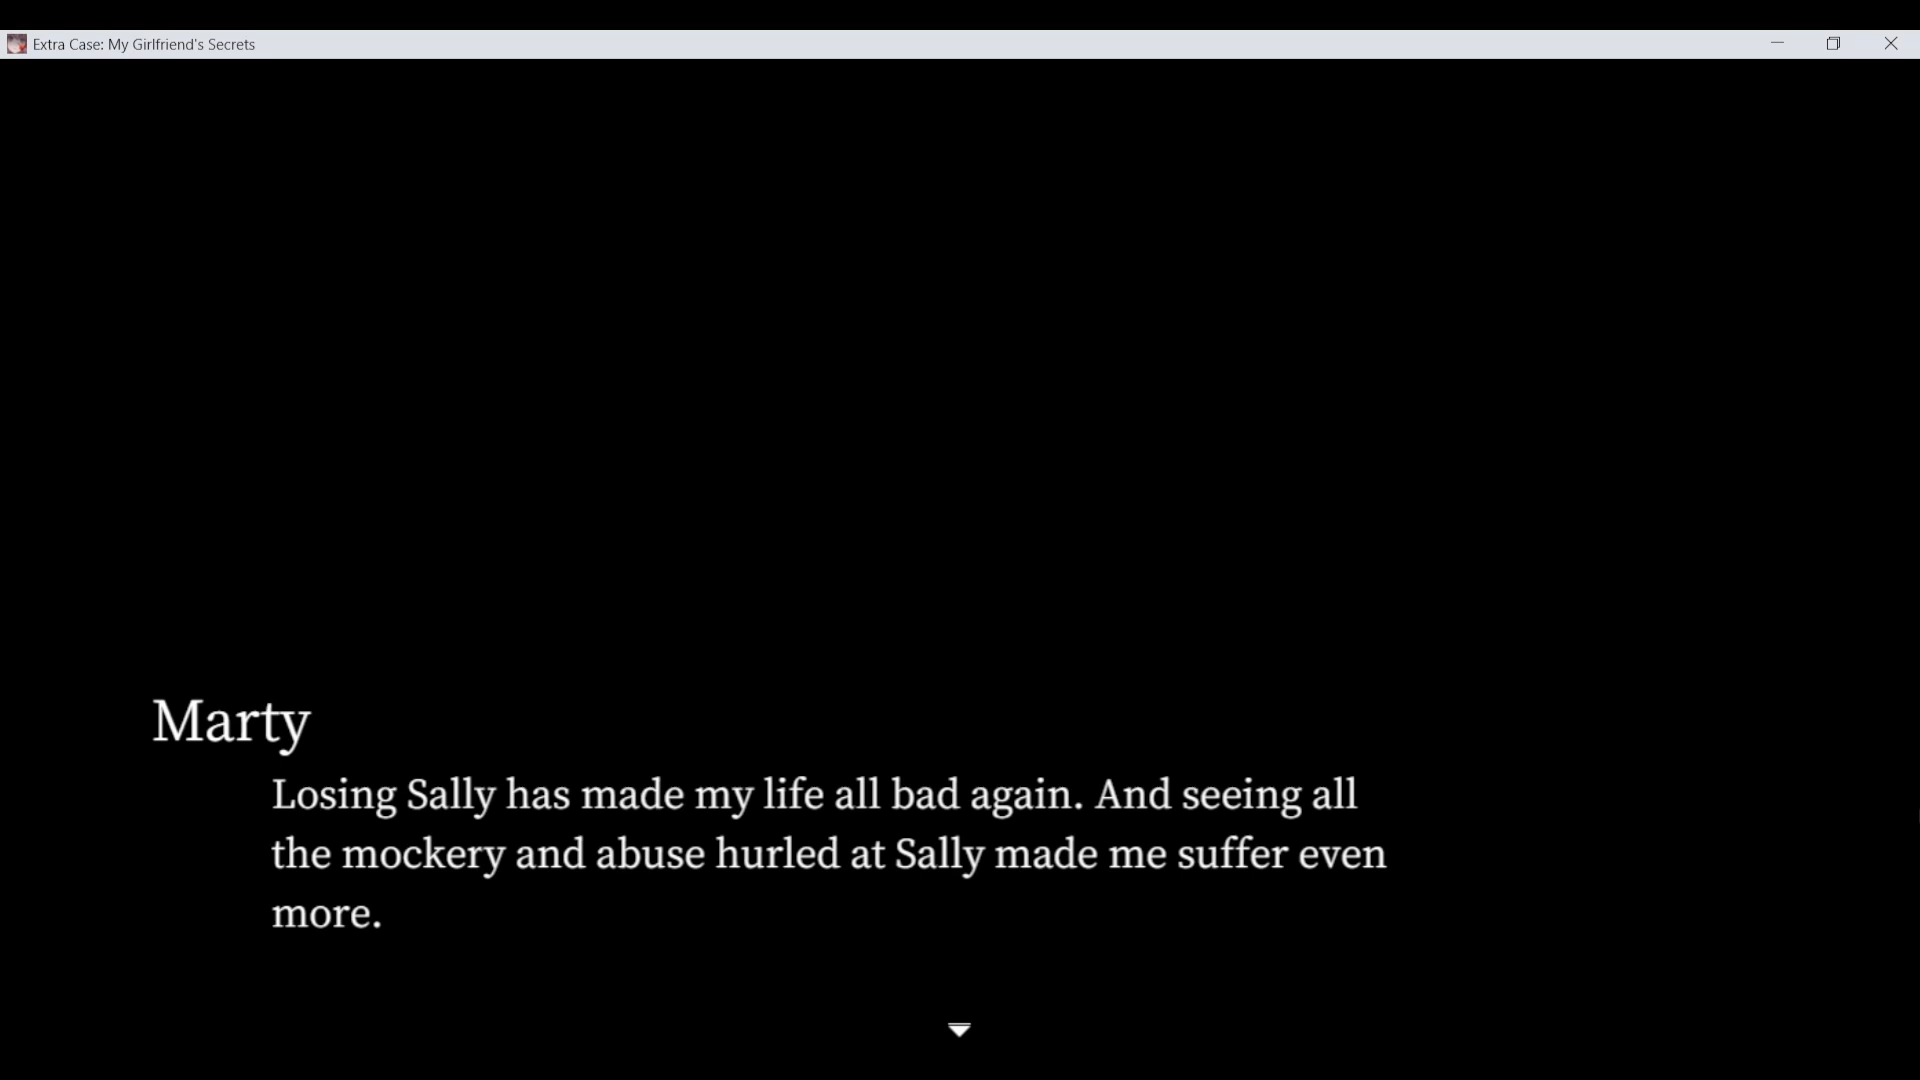 Extra Case: My Girlfriend's Secrets
Marty
Losing Sally has made my life all bad again. And seeing all
the mockery and abuse hurled at Sally made me suffer even
more.